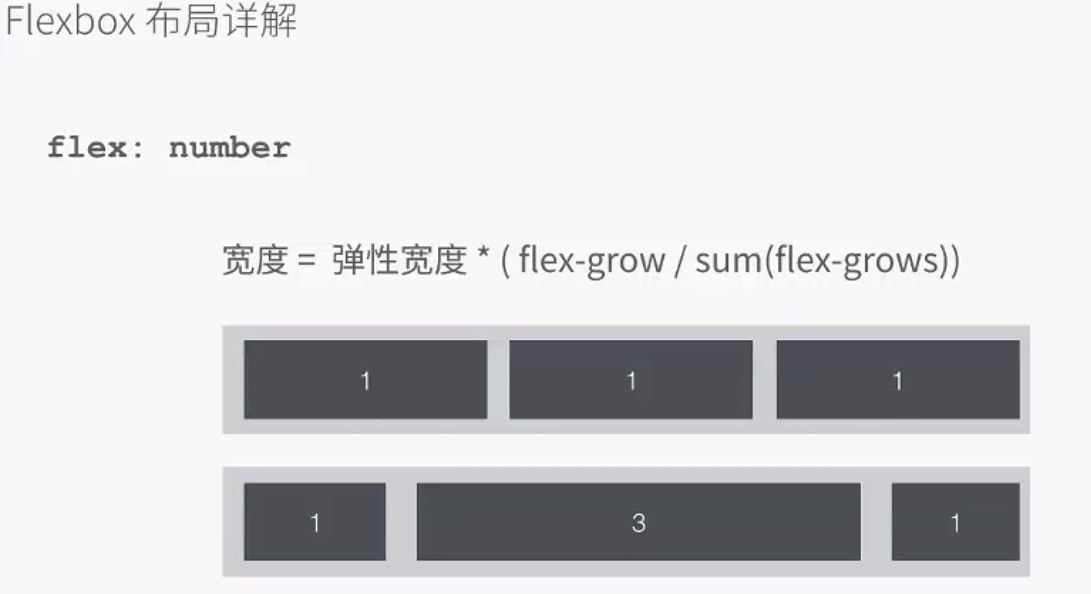 Flexbox 布局详解
flex: number
宽度 = 弹性宽度 * ( flex-grow / sum(flex-grows))
1 1 1
1 3 1